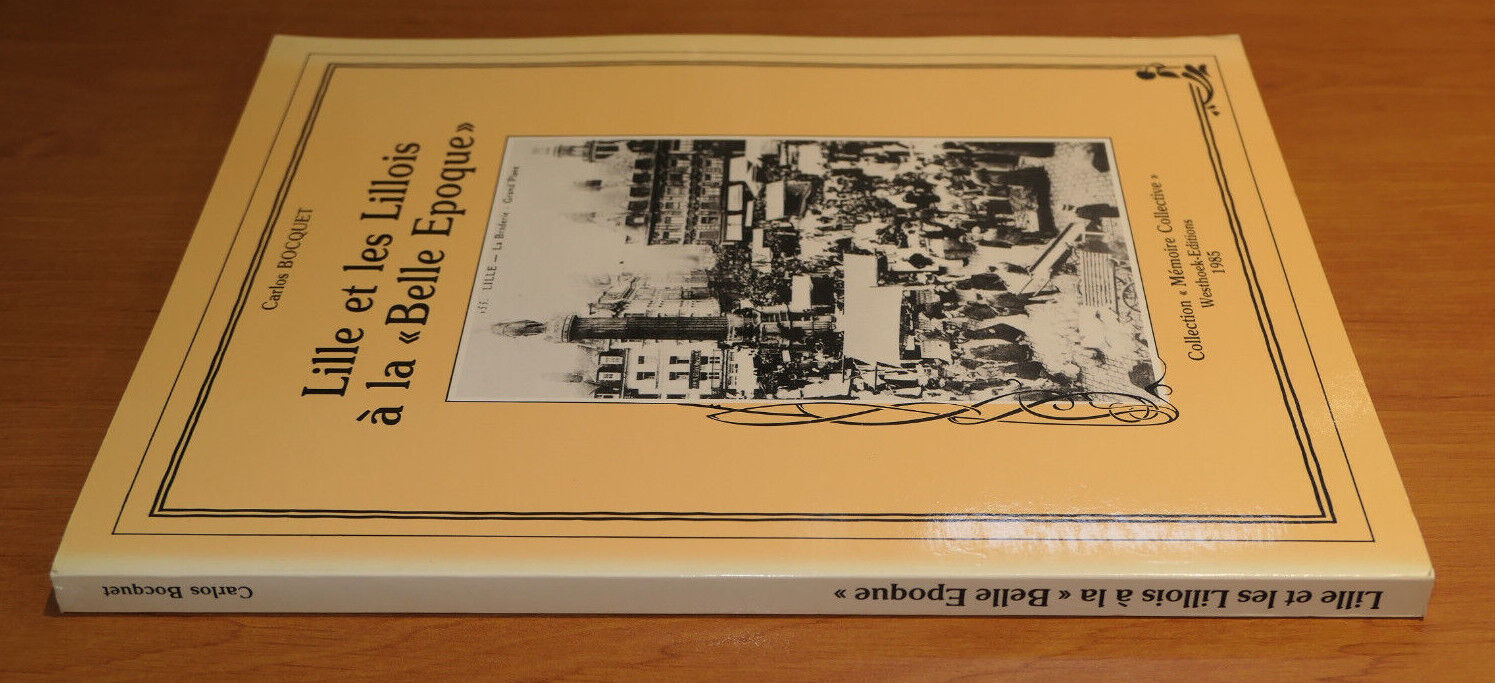 Carlos BOCQUET
Lille et les Lillois
à la «Belle Epoque»
155. LILLE — La Braderie. Grand Place
Collection « Mémoire Collective »
Westhoek-Editions
1985
Lille et les Lillois à la « Belle Epoque »
Carlos Bocquet